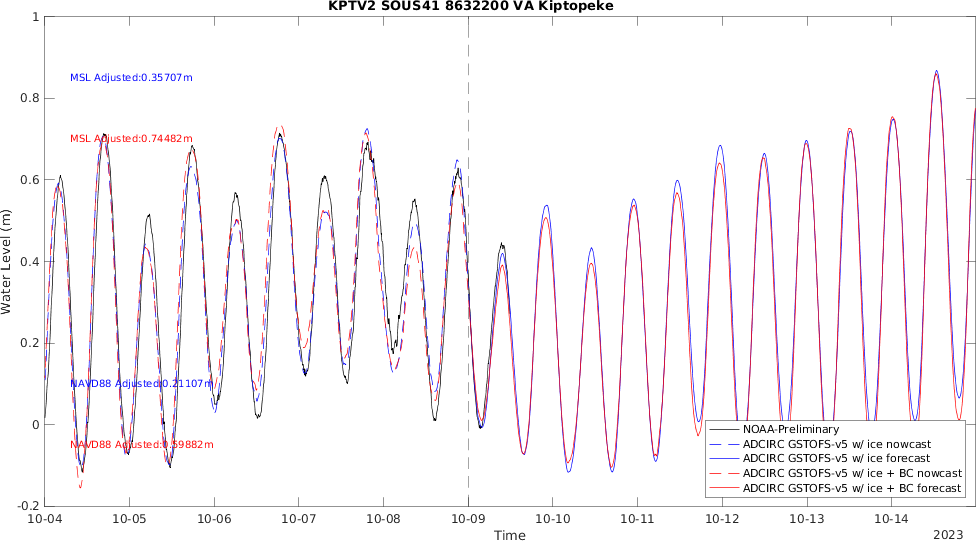 KPTV2 SOUS41 8632200 VA Kiptopeke
1
0.8
0.6
0.4
0.2
0
-0.2
Water Level (m)
MSL Adjusted:0.35707m
MSL Adjusted:0.74482m
NAVD88 Adjusted:0.21107m
NAVD88 Adjusted:0.59882m
NOAA-Preliminary
ADCIRC GSTOFS-v5 w/ ice nowcast
ADCIRC GSTOFS-v5 w/ ice forecast
ADCIRC GSTOFS-v5 w/ ice + BC nowcast
ADCIRC GSTOFS-v5 w/ ice + BC forecast
10-04 10-05 10-06 10-07 10-08 10-09 10-10 10-11 10-12 10-13 10-14
Time
2023